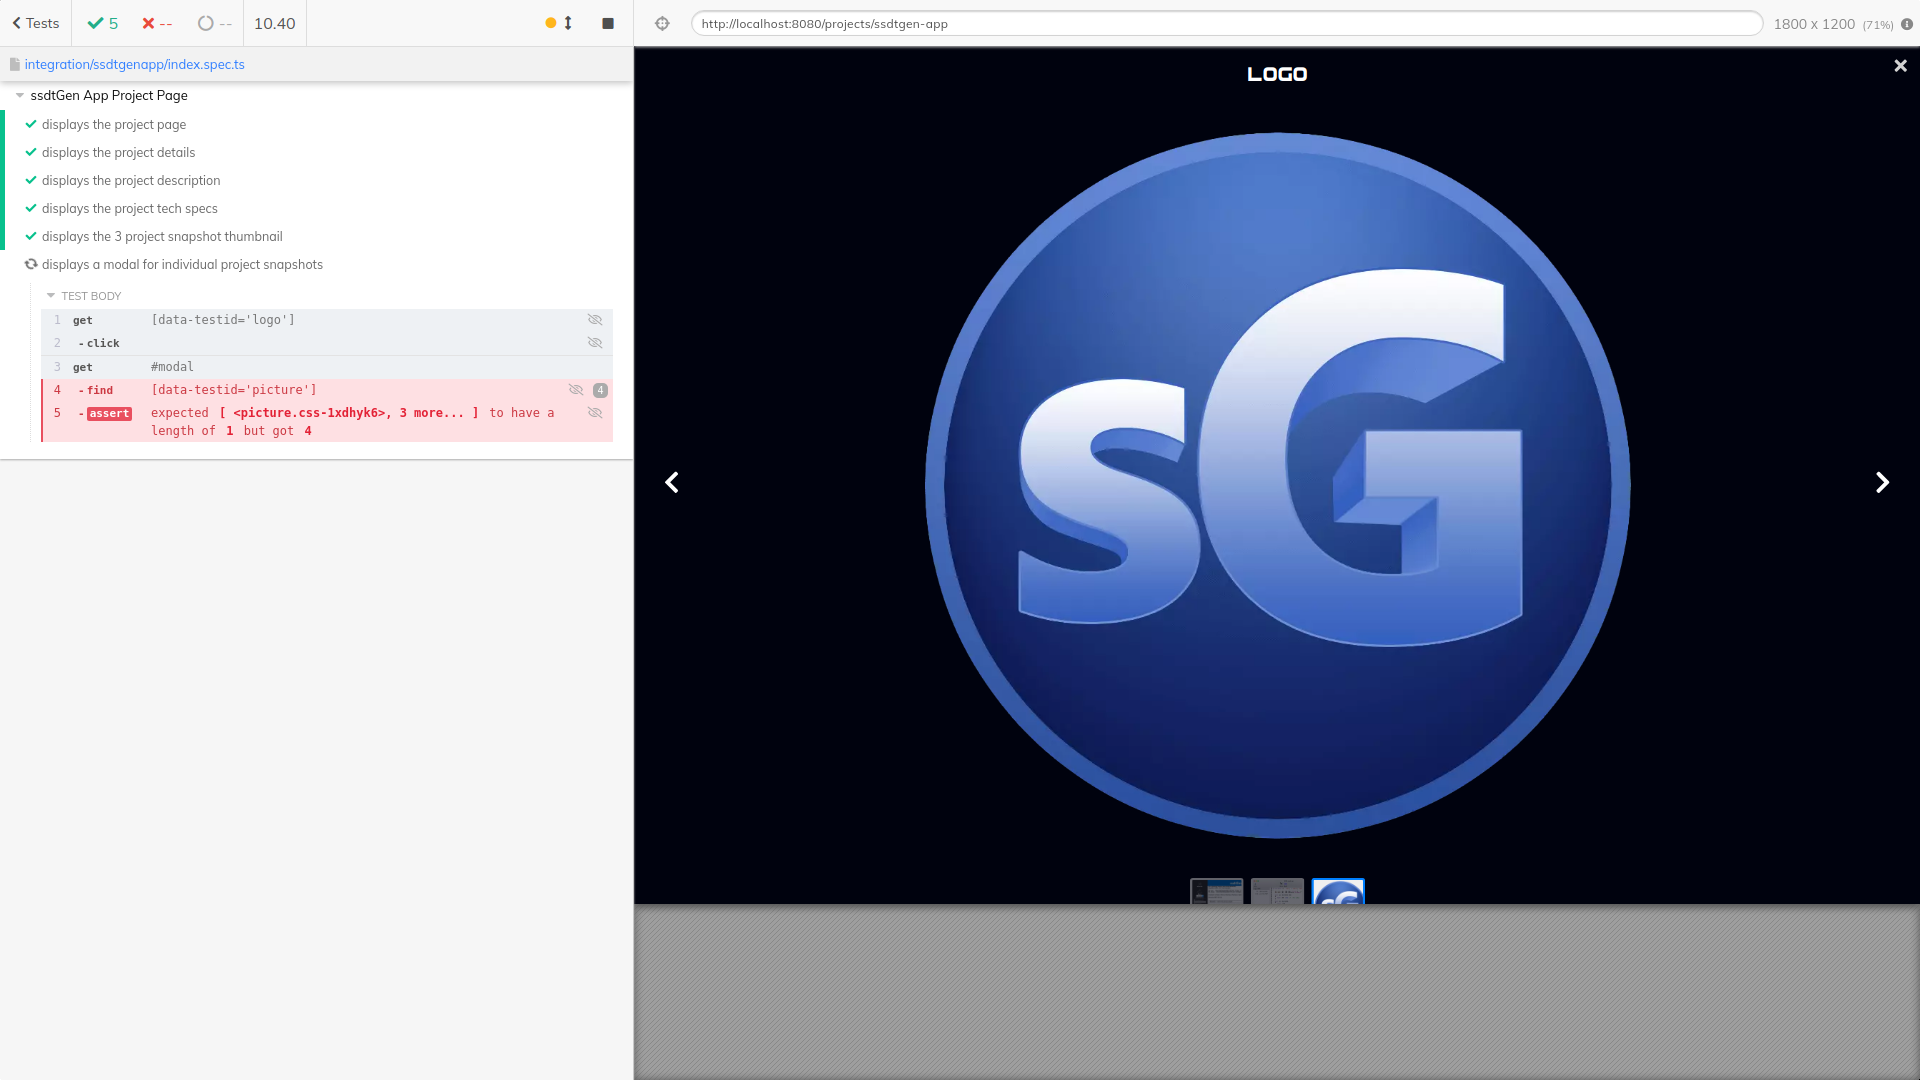 Tests 5 -- -- 10.40
http://localhost:8080/projects/ssdtgen-app 1800 x 1200 (71%)
integration/ssdtgenapp/index.spec.ts
ssdtGen App Project Page
displays the project page
displays the project details
displays the project description
displays the project tech specs
displays the 3 project snapshot thumbnail
displays a modal for individual project snapshots
TEST BODY
1 get [data-testid='logo']
2 -click
3 get #modal
4 -find [data-testid='picture'] 4
5 -assert expected [ <picture.css-1xdhyk6>, 3 more... ] to have a
length of 1 but got 4
LOGO
sG
sG